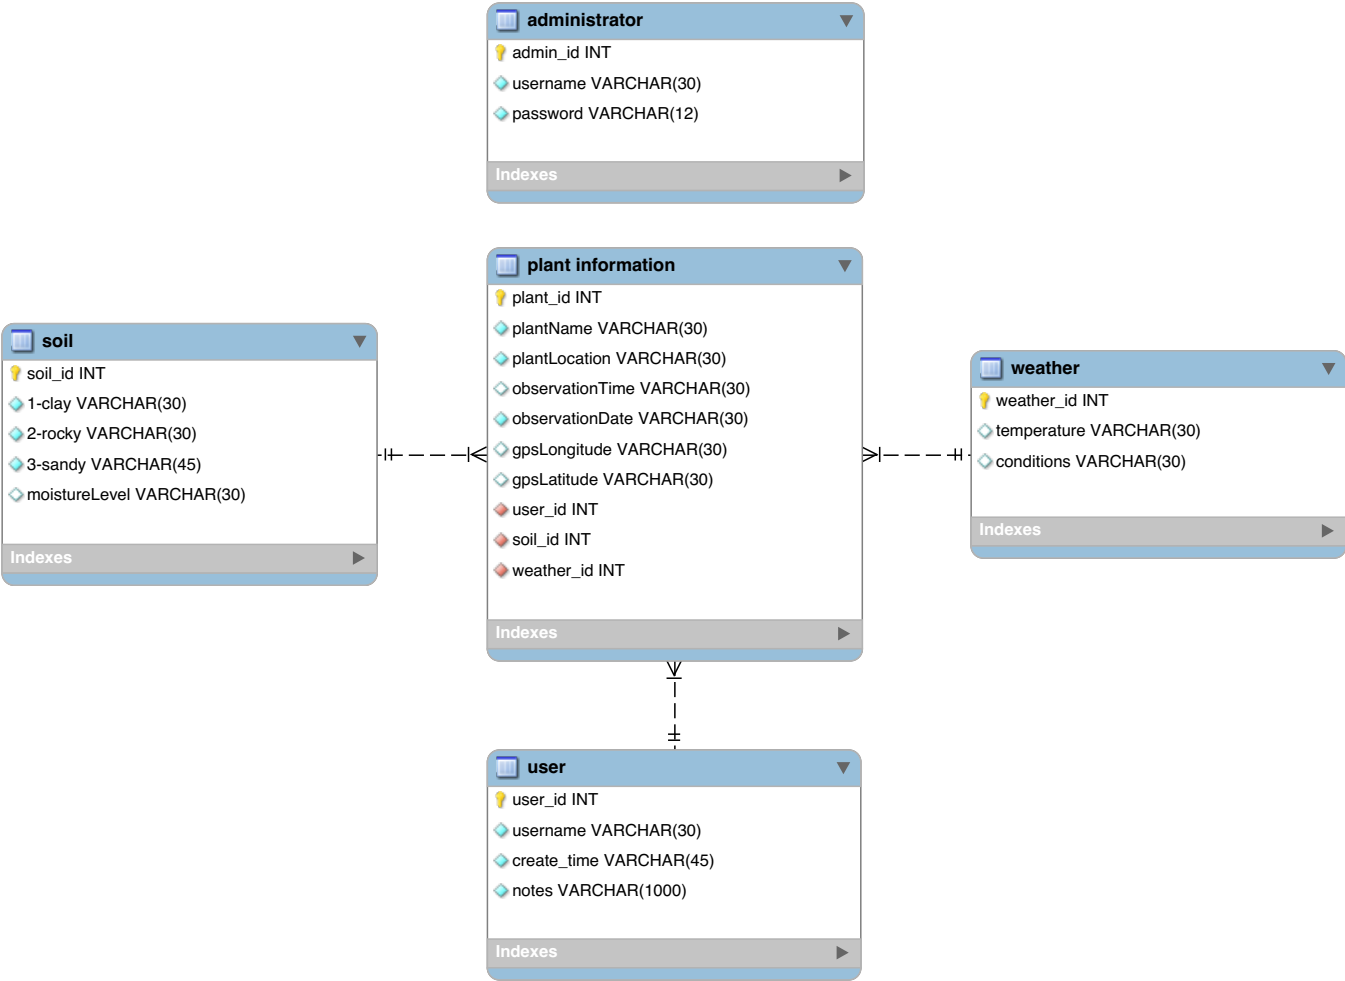 administrator
admin_id INT
username VARCHAR(30)
password VARCHAR(12)
Indexes
plant information
plant_id INT
plantName VARCHAR(30)
plantLocation VARCHAR(30)
observationTime VARCHAR(30)
observationDate VARCHAR(30)
gpsLongitude VARCHAR(30)
gpsLatitude VARCHAR(30)
user_id INT
soil_id INT
weather_id INT
Indexes
soil
soil_id INT
1-clay VARCHAR(30)
2-rocky VARCHAR(30)
3-sandy VARCHAR(45)
moistureLevel VARCHAR(30)
Indexes
weather
weather_id INT
temperature VARCHAR(30)
conditions VARCHAR(30)
Indexes
user
user_id INT
username VARCHAR(30)
create_time VARCHAR(45)
notes VARCHAR(1000)
Indexes